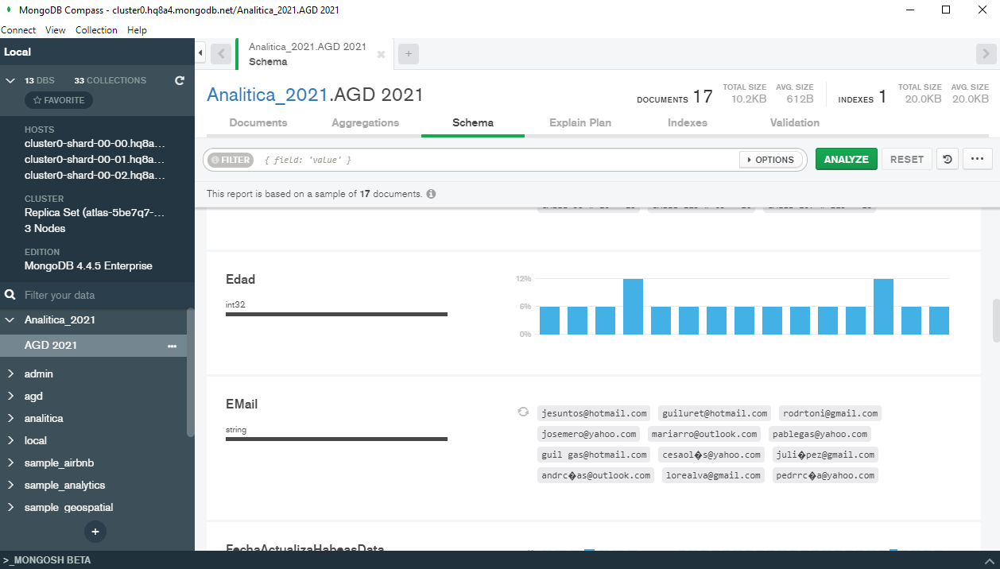 MongoDB Compass - cluster0.hq8a4.mongodb.net/Analitica_2021.AGD 2021
Connect View Collection Help
Local
13 DBS 33 COLLECTIONS
FAVORITE
HOSTS
cluster0-shard-00-00.hq8a...
cluster0-shard-00-01.hq8a...
cluster0-shard-00-02.hq8a...
CLUSTER
Replica Set (atlas-5be7q7-...
3 Nodes
EDITION
MongoDB 4.4.5 Enterprise
Filter your data
Analitica_2021
AGD 2021
admin
agd
analitica
local
sample_airbnb
sample_analytics
sample_geospatial
Analitica_2021.AGD 2021
Schema
Analitica_2021.AGD 2021
DOCUMENTS 17
TOTAL SIZE
10.2KB
AVG. SIZE
612B
INDEXES 1
TOTAL SIZE
20.0KB
AVG. SIZE
20.0KB
Documents Aggregations Schema Explain Plan Indexes Validation
FILTER { field: 'value' } OPTIONS ANALYZE RESET
This report is based on a sample of 17 documents.
Edad
int32
12%
6%
0%
EMail
string
jesuntos@hotmail.com guiluret@hotmail.com rodrtoni@gmail.com
josemero@yahoo.com mariarro@outlook.com pablegas@yahoo.com
guil gas@hotmail.com cesaol�s@yahoo.com juli�pez@gmail.com
andrc�as@outlook.com lorealva@gmail.com pedrrc�a@yahoo.com
FechaActualizaHabeasData
>_MONGOSH BETA